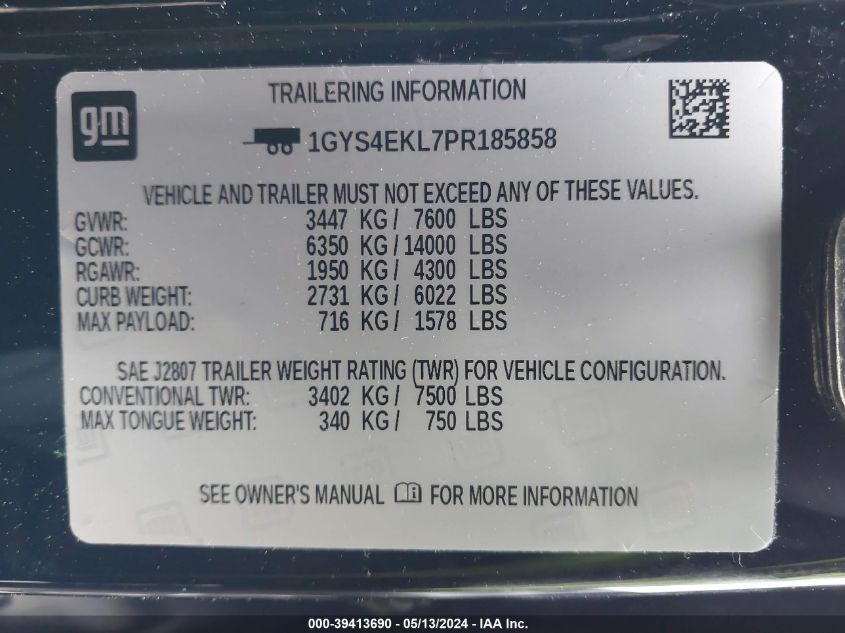 gm
TRAILERING INFORMATION
1GYS4EKL7PR185858
VEHICLE AND TRAILER MUST NOT EXCEED ANY OF THESE VALUES.
GVWR: 3447 KG / 7600 LBS
GCWR: 6350 KG / 14000 LBS
RGAWR: 1950 KG / 4300 LBS
CURB WEIGHT: 2731 KG / 6022 LBS
MAX PAYLOAD: 716 KG / 1578 LBS
SAE J2807 TRAILER WEIGHT RATING (TWR) FOR VEHICLE CONFIGURATION.
CONVENTIONAL TWR: 3402 KG / 7500 LBS
MAX TONGUE WEIGHT: 340 KG / 750 LBS
SEE OWNER'S MANUAL i FOR MORE INFORMATION
000-39413690 - 05/13/2024 - IAA Inc.